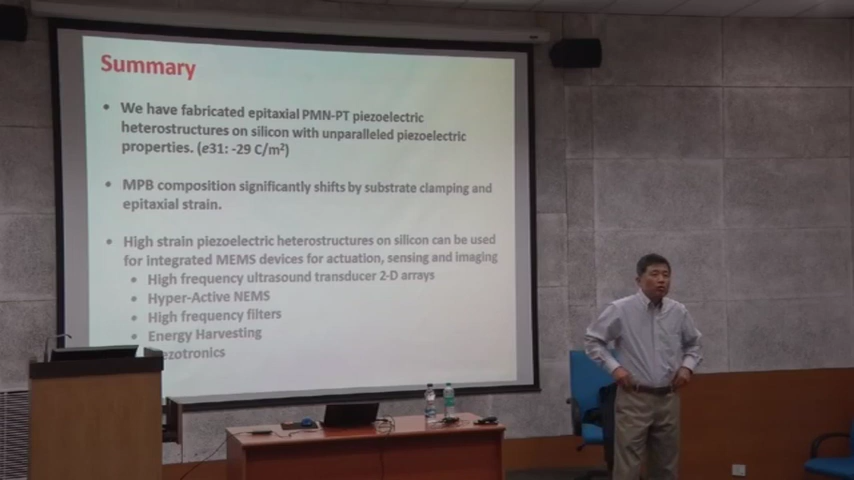 Summary
• We have fabricated epitaxial PMN-PT piezoelectric
heterostructures on silicon with unparalleled piezoelectric
properties. (e31: -29 C/m²)
• MPB composition significantly shifts by substrate clamping and
epitaxial strain.
• High strain piezoelectric heterostructures on silicon can be used
for integrated MEMS devices for actuation, sensing and imaging
• High frequency ultrasound transducer 2-D arrays
• Hyper-Active NEMS
• High frequency filters
• Energy Harvesting
ezotronics